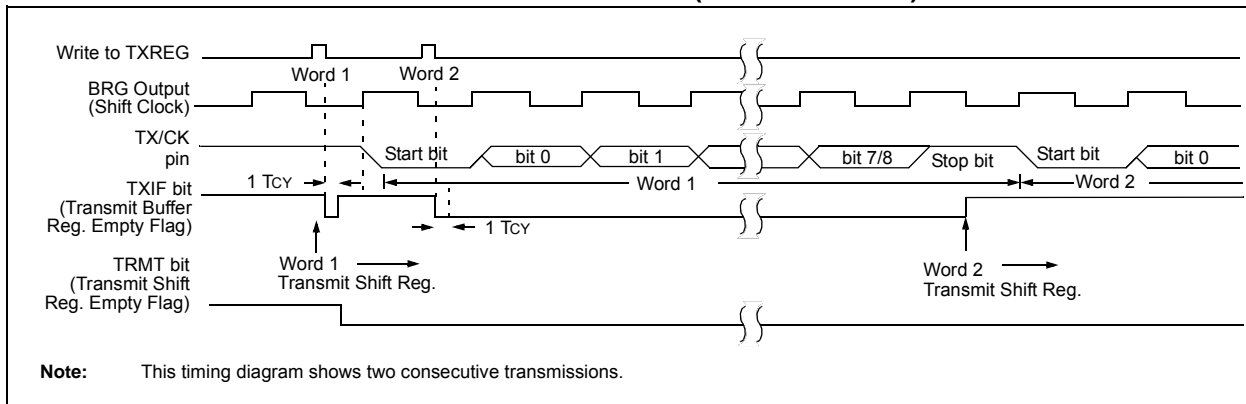 Write to TXREG
Word 1
Word 2
BRG Output
(Shift Clock)
TX/CK
pin
Start bit
bit 0
bit 1
bit 7/8
Stop bit
Start bit
bit 0
1 TCY
Word 1
Word 2
TXIF bit
(Transmit Buffer
Reg. Empty Flag)
1 TCY
Word 1
Transmit Shift Reg.
Word 2
Transmit Shift Reg.
TRMT bit
(Transmit Shift
Reg. Empty Flag)
Note: This timing diagram shows two consecutive transmissions.